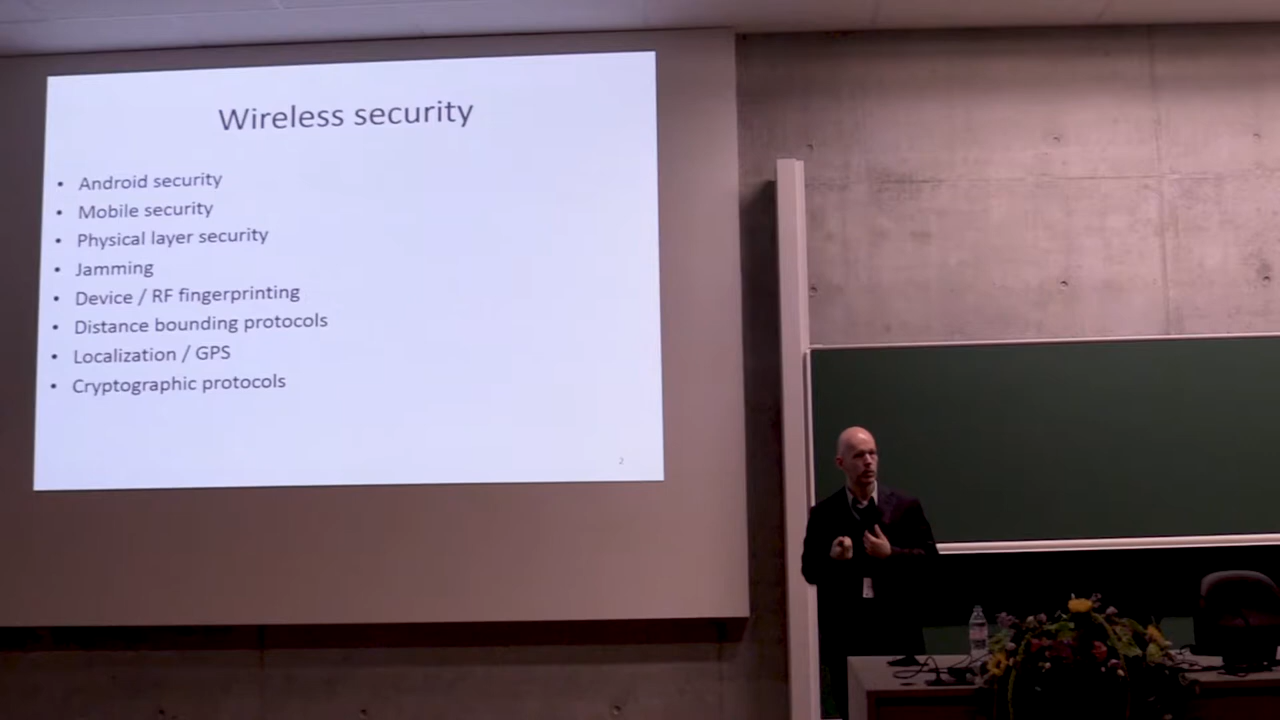 Wireless security
• Android security
• Mobile security
• Physical layer security
• Jamming
• Device / RF fingerprinting
• Distance bounding protocols
• Localization / GPS
• Cryptographic protocols
2